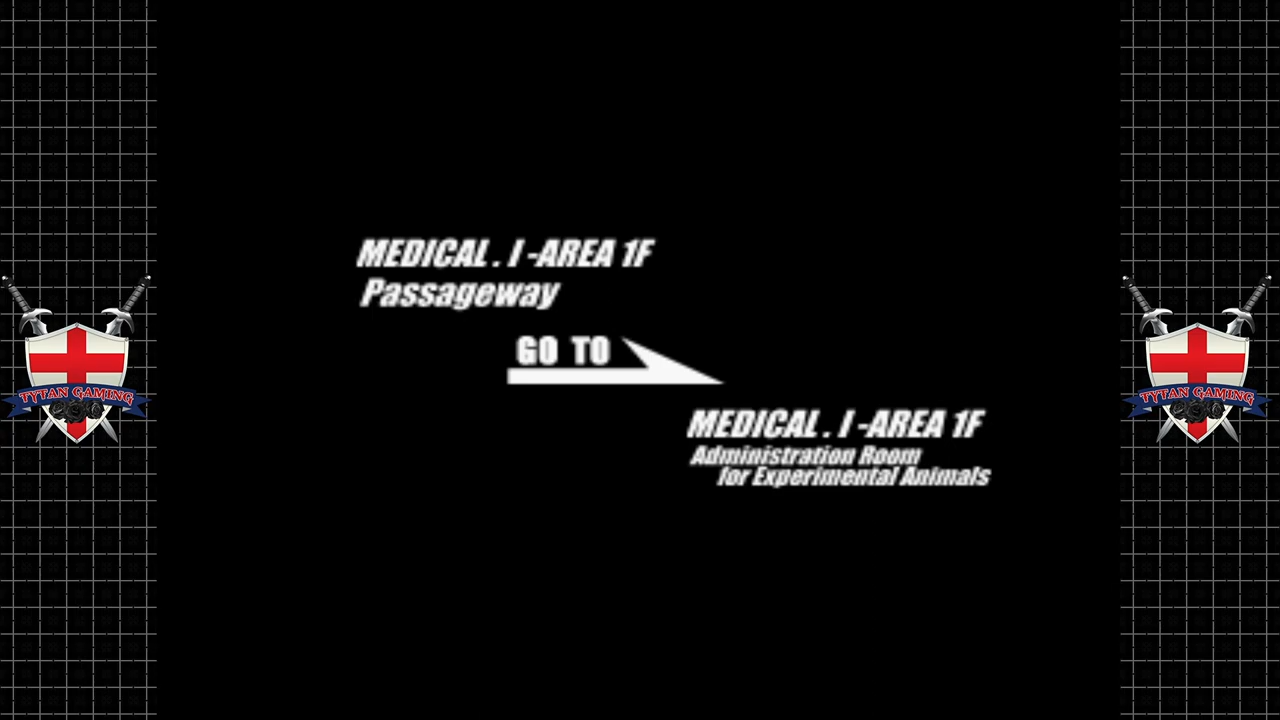 MEDICAL . I -AREA 1F
Passageway
GO TO
MEDICAL . I -AREA 1F
Administration Room
for Experimental Animals
TYTAN GAMING
TYTAN GAMING